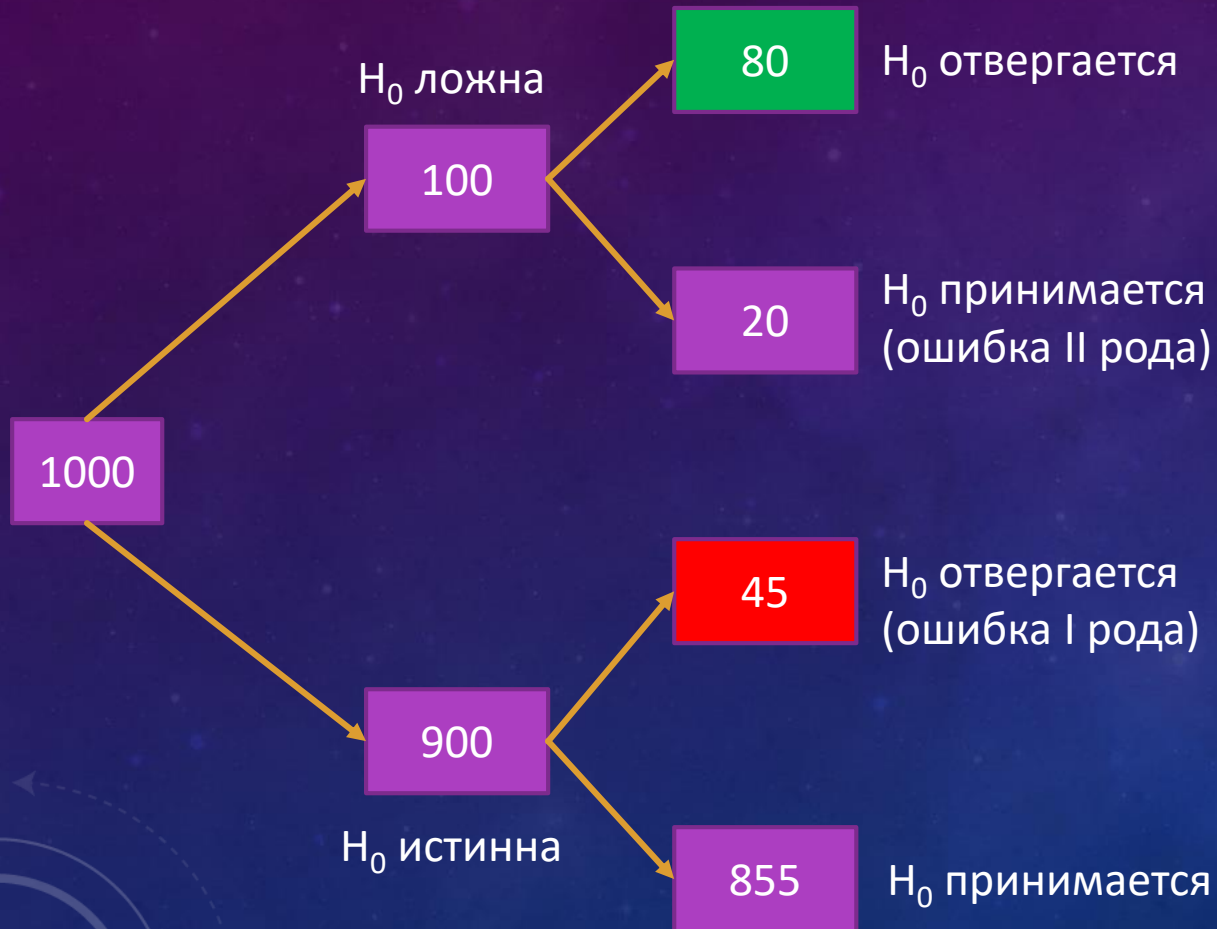 80
H₀ отвергается
H₀ ложна
100
20
H₀ принимается
(ошибка II рода)
1000
45
H₀ отвергается
(ошибка I рода)
900
H₀ истинна
855
H₀ принимается